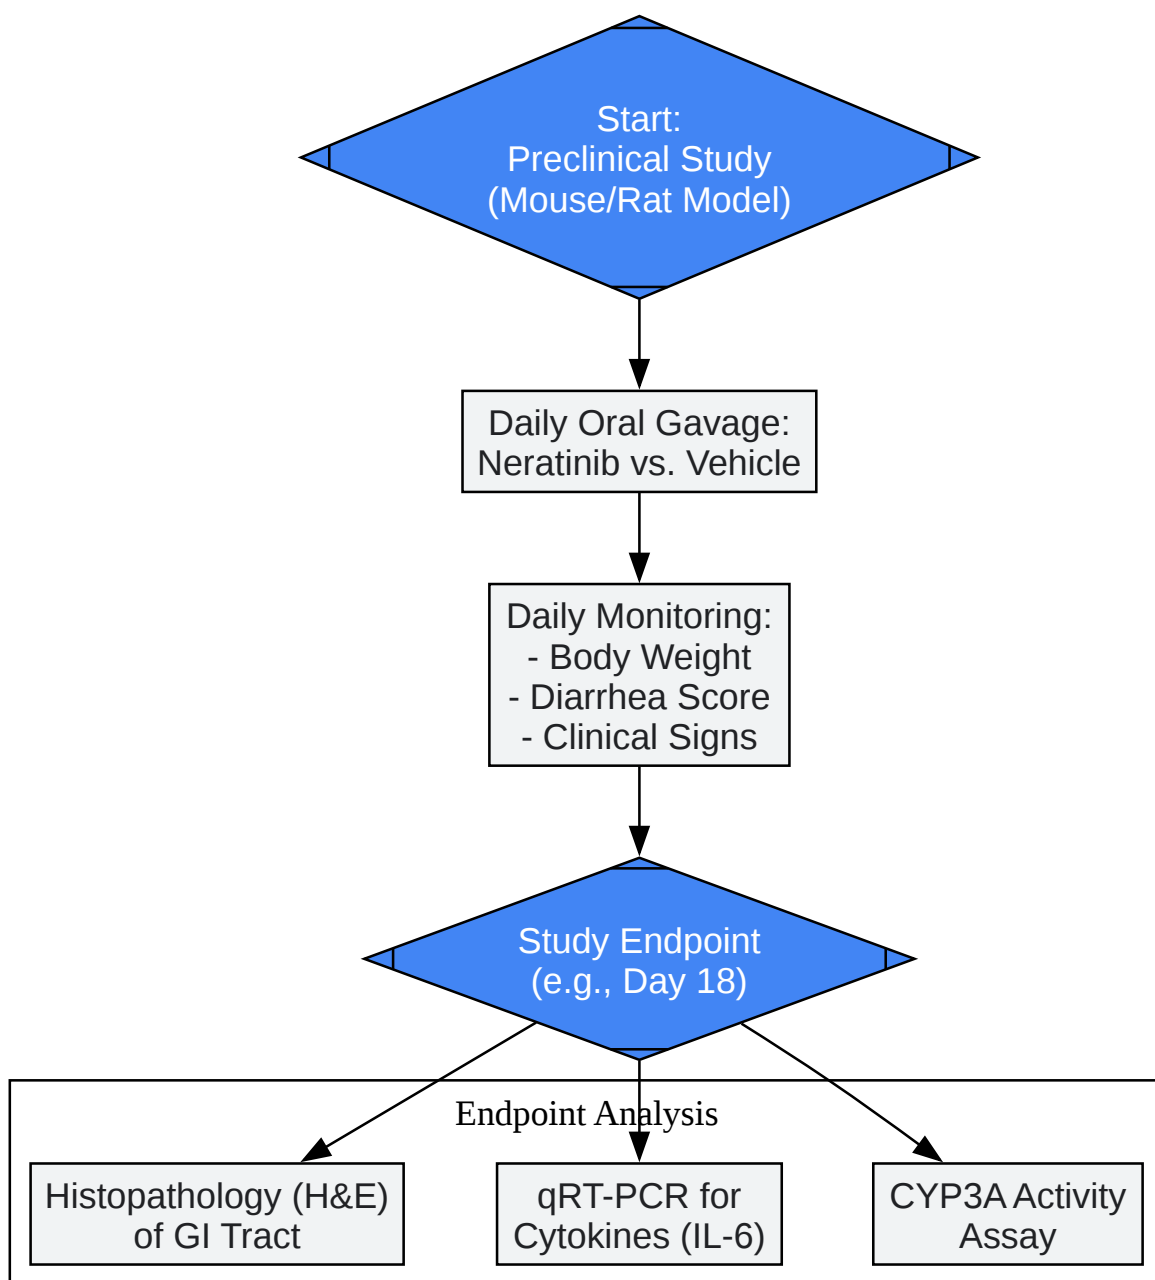 Start:
Preclinical Study
(Mouse/Rat Model)
Daily Oral Gavage:
Neratinib vs. Vehicle
Daily Monitoring:
- Body Weight
- Diarrhea Score
- Clinical Signs
Study Endpoint
(e.g., Day 18)
Endpoint Analysis
Histopathology (H&E)
of GI Tract
qRT-PCR for
Cytokines (IL-6)
CYP3A Activity
Assay